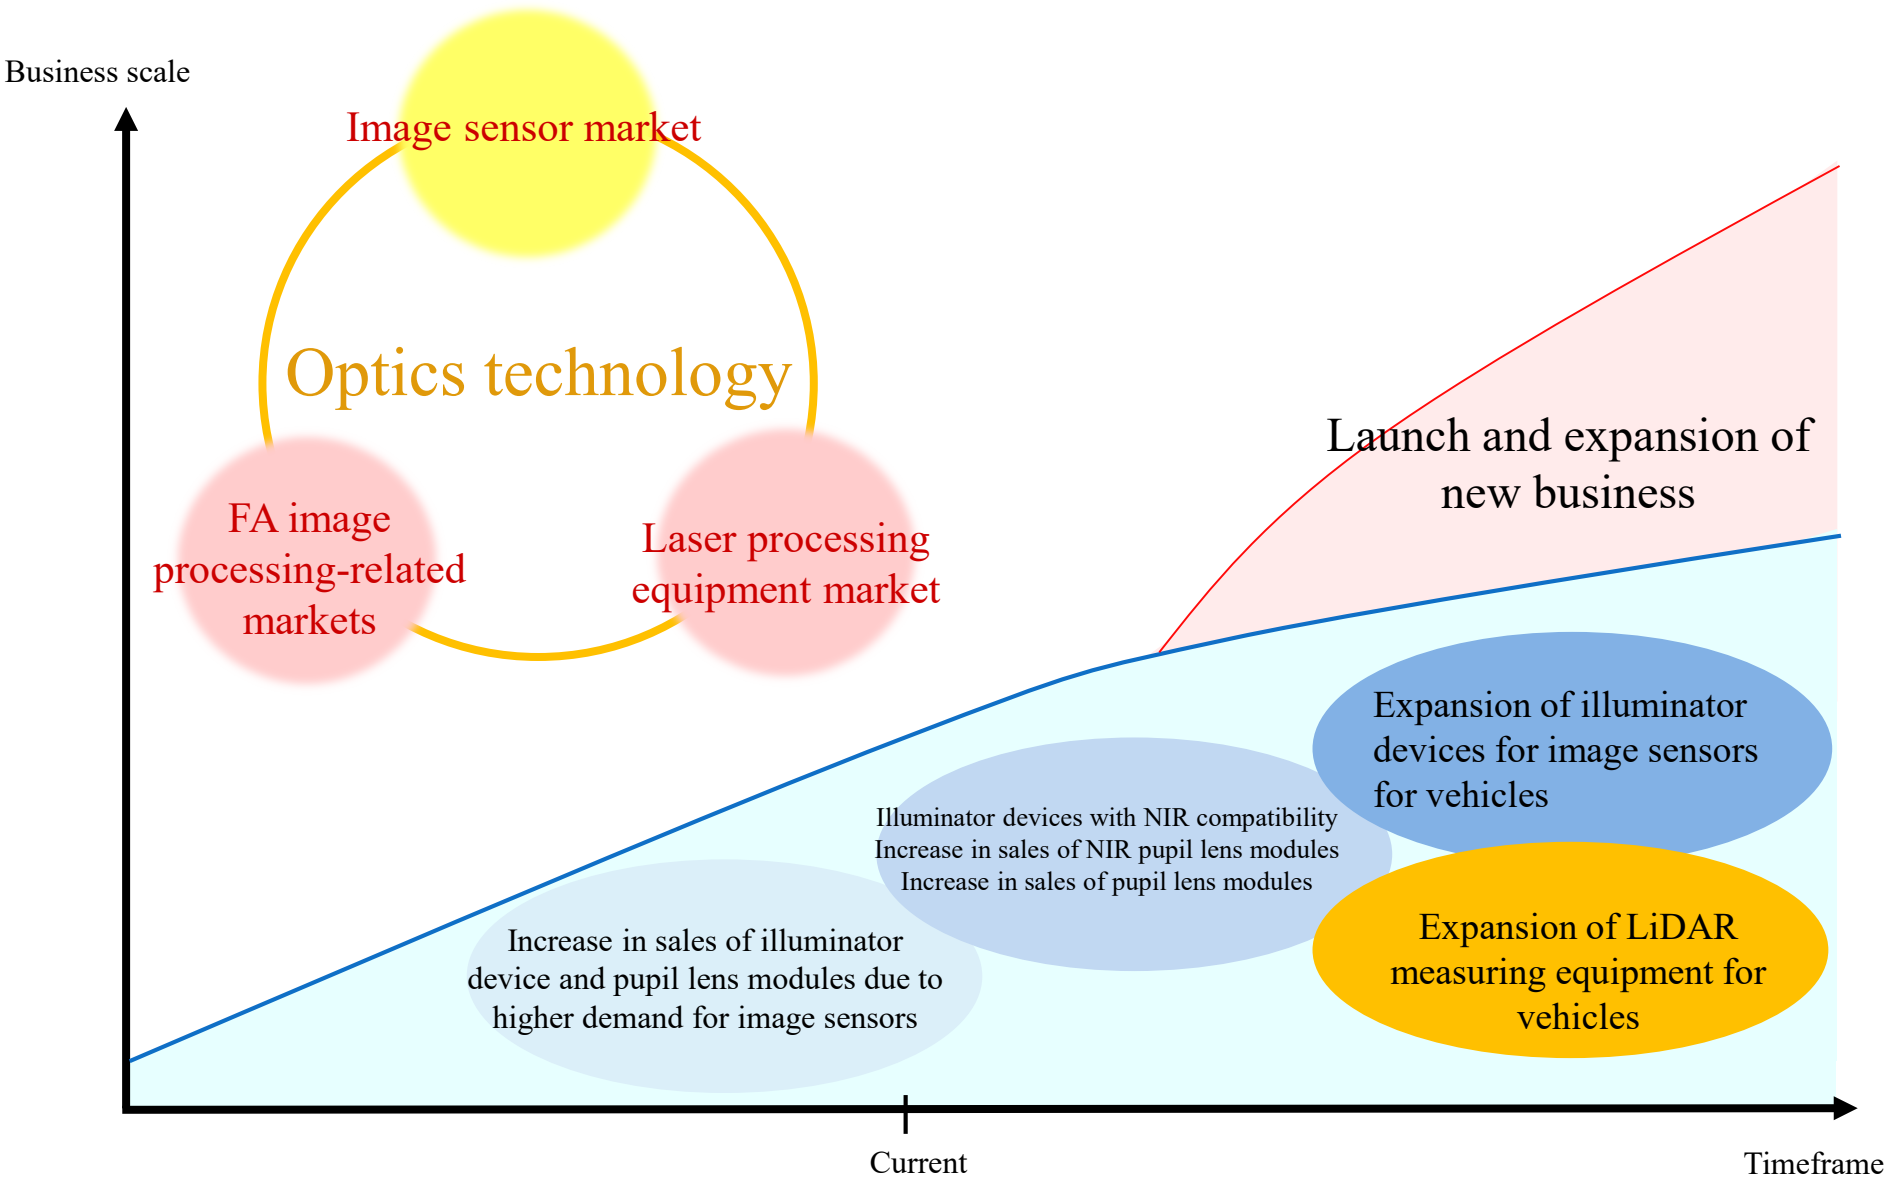 Business scale
Image sensor market
Optics technology
FA image
processing-related
markets
Laser processing
equipment market
Launch and expansion of
new business
Expansion of illuminator
devices for image sensors
for vehicles
Illuminator devices with NIR compatibility
Increase in sales of NIR pupil lens modules
Increase in sales of pupil lens modules
Increase in sales of illuminator
device and pupil lens modules due to
higher demand for image sensors
Expansion of LiDAR
measuring equipment for
vehicles
Current
Timeframe